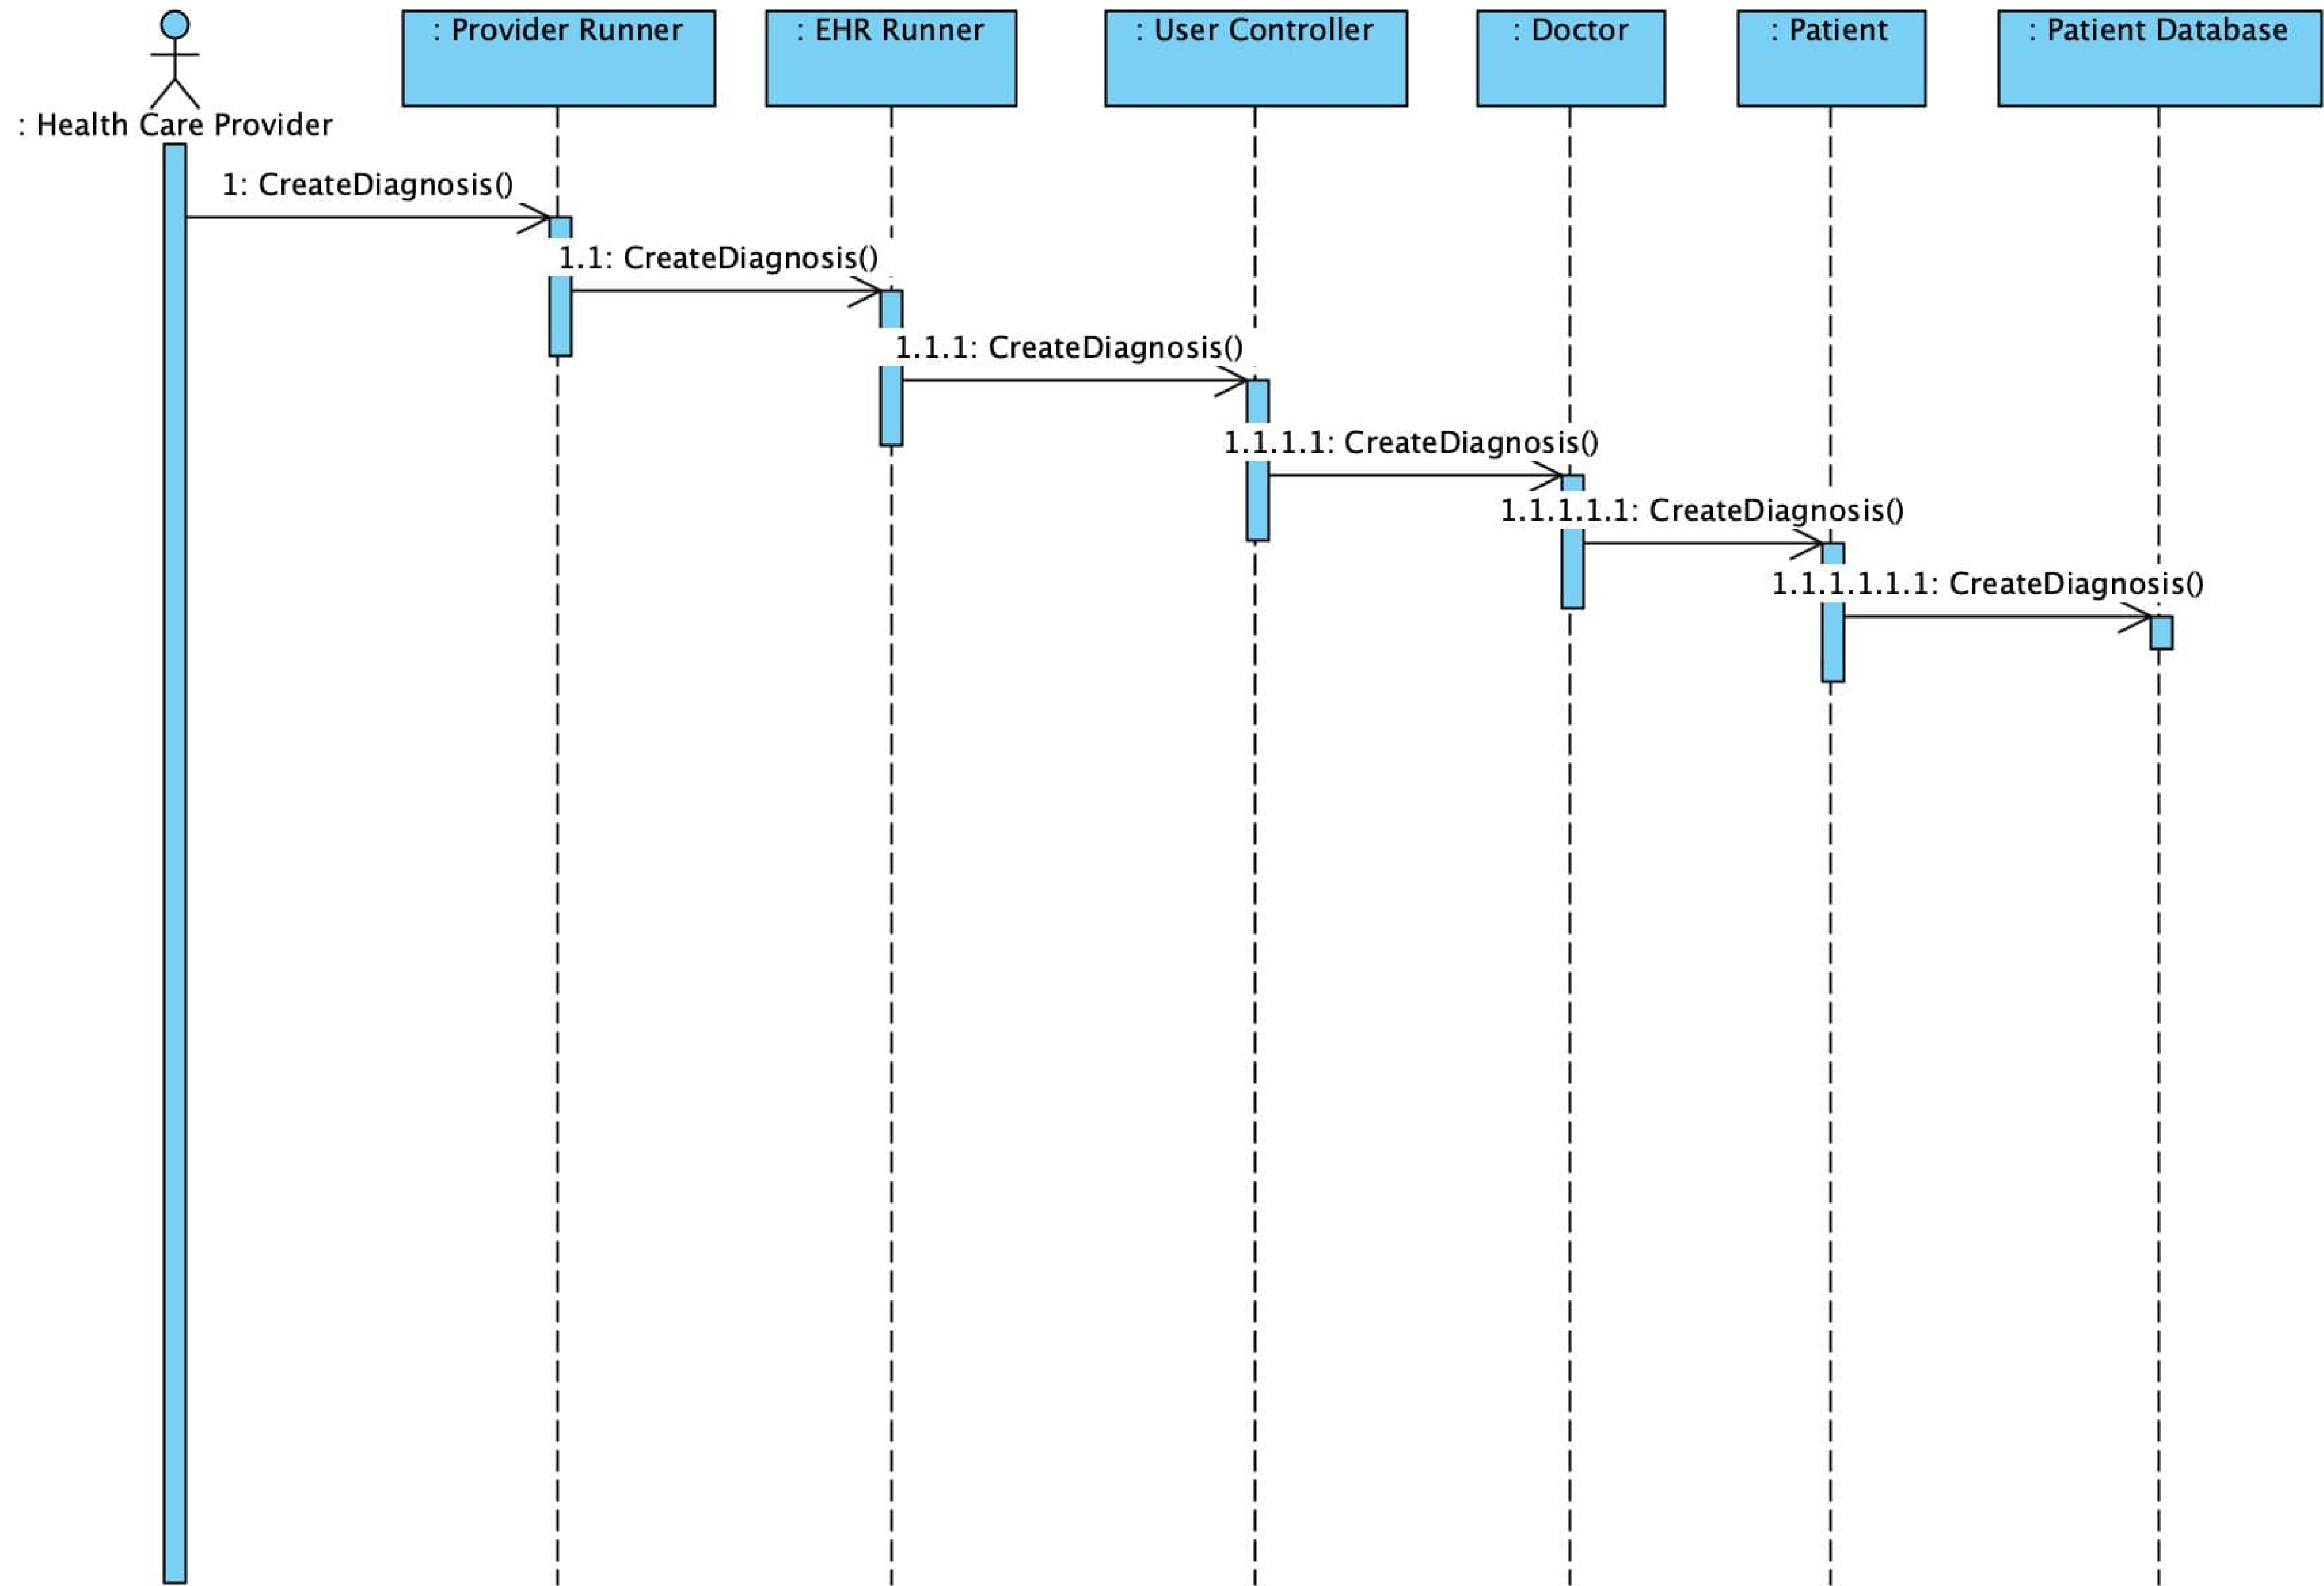 : Provider Runner
: EHR Runner
: User Controller
: Doctor
: Patient
: Patient Database
: Health Care Provider
1: CreateDiagnosis()
1.1: CreateDiagnosis()
1.1.1: CreateDiagnosis()
1.1.1.1: CreateDiagnosis()
1.1.1.1.1: CreateDiagnosis()
1.1.1.1.1.1: CreateDiagnosis()